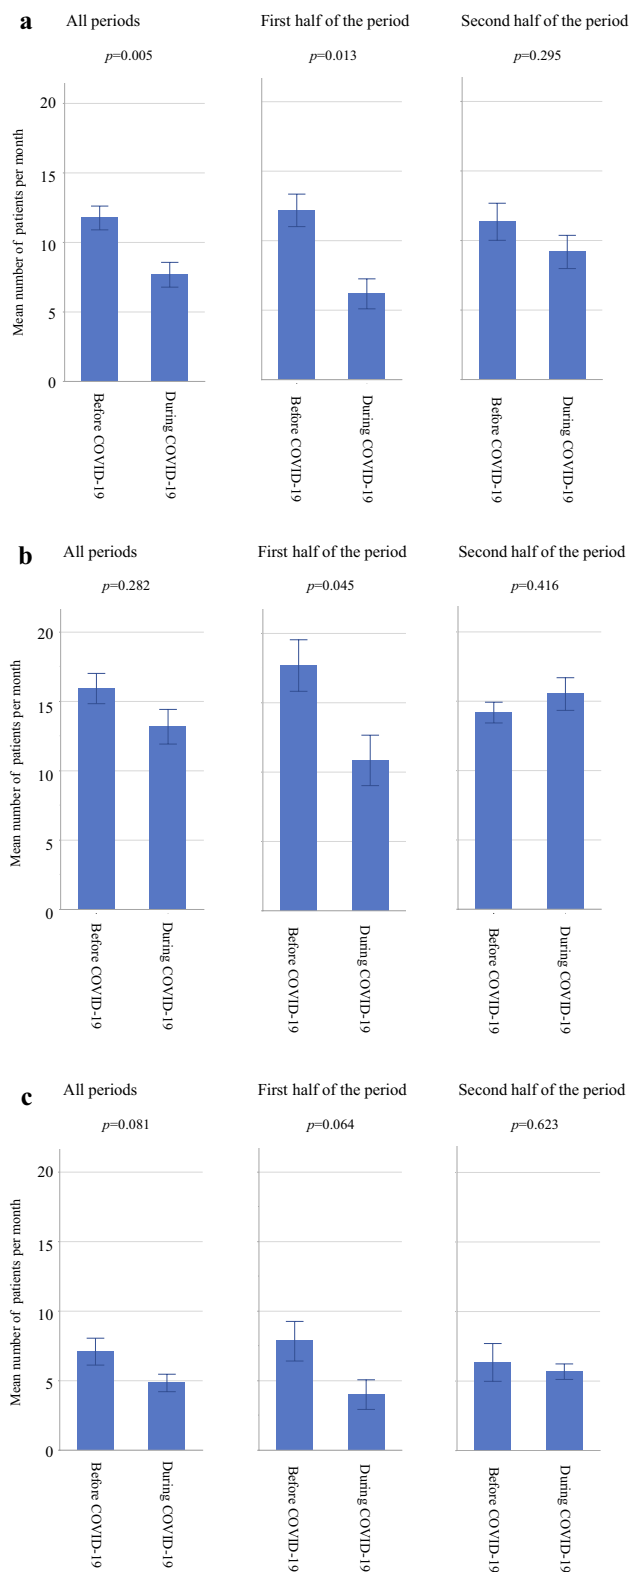 a
All periods
First half of the period
Second half of the period
p=0.005
p=0.013
p=0.295
Mean number of patients per month
20
15
10
5
0
Before COVID-19
During COVID-19
Before COVID-19
During COVID-19
Before COVID-19
During COVID-19
b
All periods
First half of the period
Second half of the period
p=0.282
p=0.045
p=0.416
Mean number of patients per month
20
15
10
5
0
Before COVID-19
During COVID-19
Before COVID-19
During COVID-19
Before COVID-19
During COVID-19
c
All periods
First half of the period
Second half of the period
p=0.081
p=0.064
p=0.623
Mean number of patients per month
20
15
10
5
0
Before COVID-19
During COVID-19
Before COVID-19
During COVID-19
Before COVID-19
During COVID-19